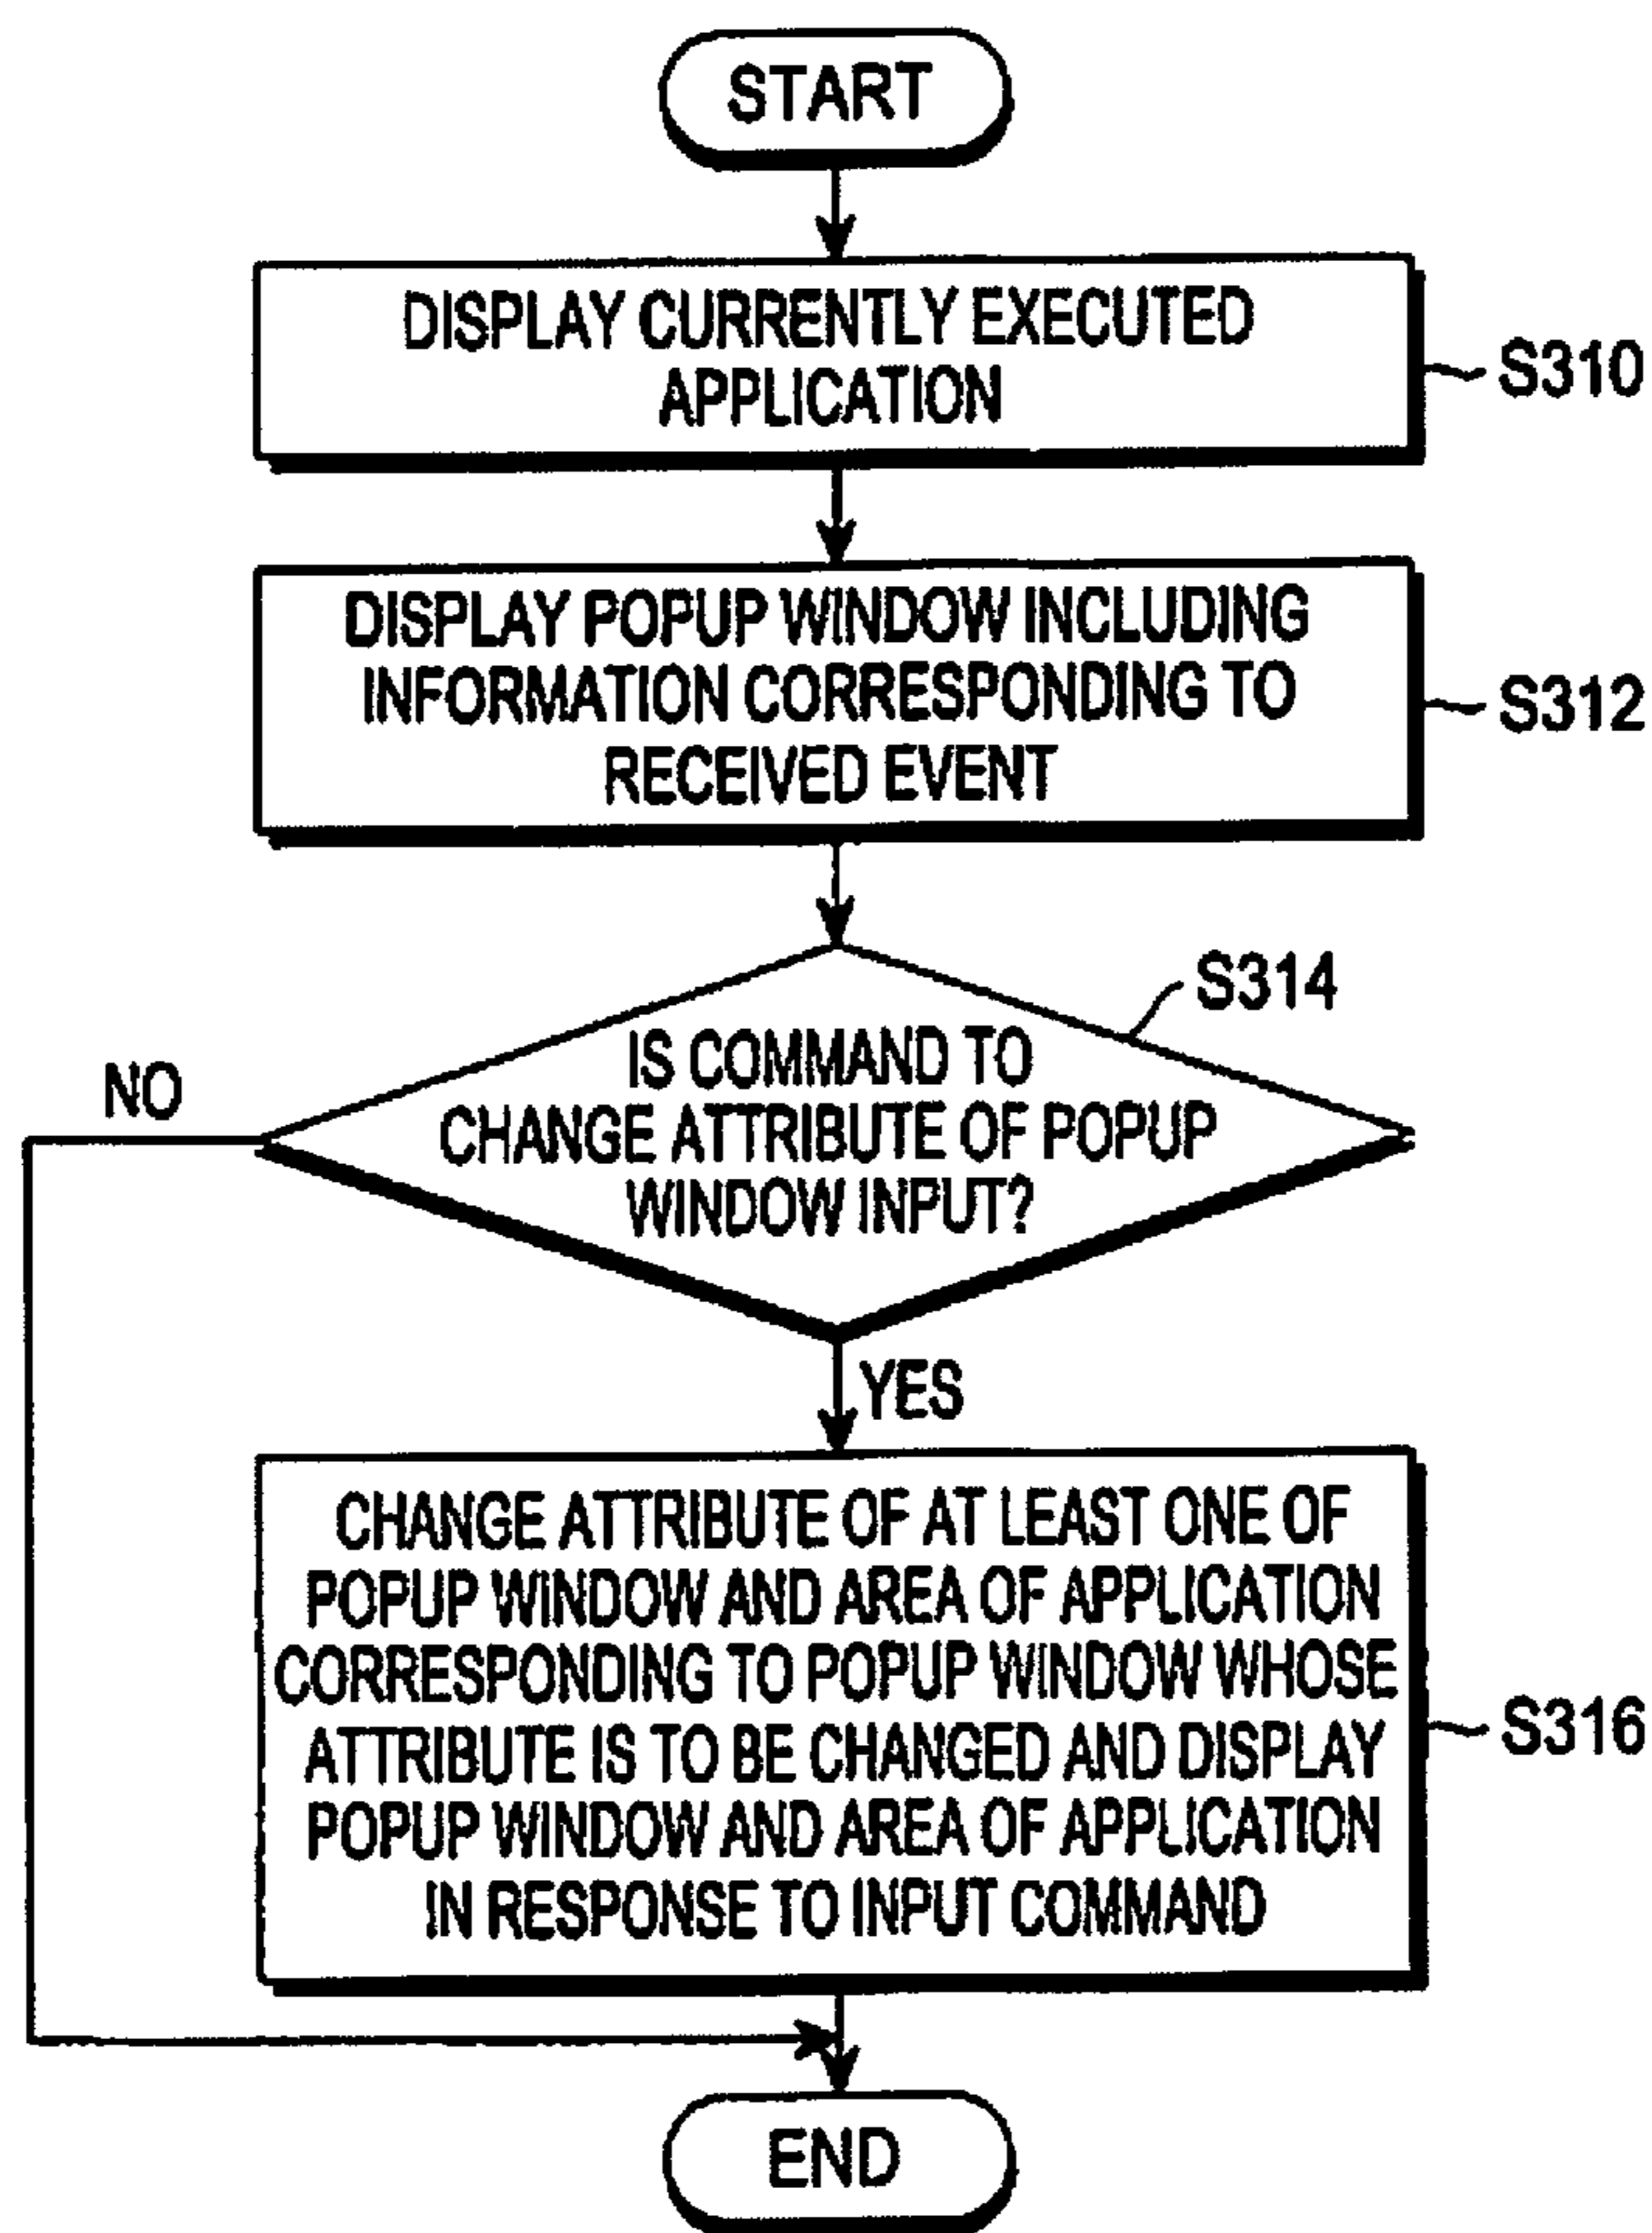 START
DISPLAY CURRENTLY EXECUTED
APPLICATION
S310
DISPLAY POPUP WINDOW INCLUDING
INFORMATION CORRESPONDING TO
RECEIVED EVENT
S312
S314
IS COMMAND TO
CHANGE ATTRIBUTE OF POPUP
WINDOW INPUT?
NO
YES
CHANGE ATTRIBUTE OF AT LEAST ONE OF
POPUP WINDOW AND AREA OF APPLICATION
CORRESPONDING TO POPUP WINDOW WHOSE
ATTRIBUTE IS TO BE CHANGED AND DISPLAY
POPUP WINDOW AND AREA OF APPLICATION
IN RESPONSE TO INPUT COMMAND
S316
END